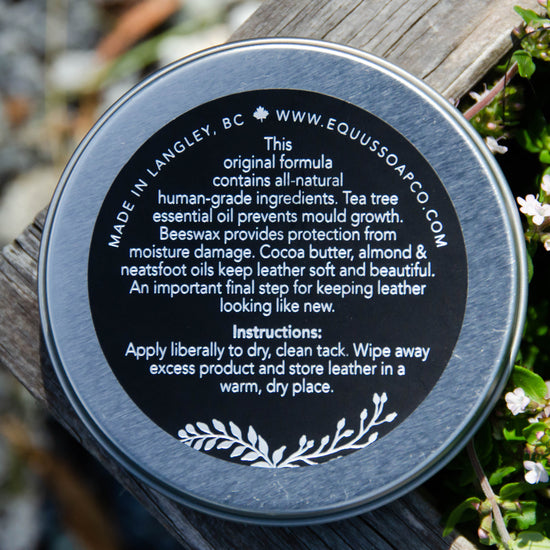 MADE IN LANGLEY, BC 🍁 WWW.EQUUSSOAPCO.COM
This
original formula
contains all-natural
human-grade ingredients. Tea tree
essential oil prevents mould growth.
Beeswax provides protection from
moisture damage. Cocoa butter, almond &
neatsfoot oils keep leather soft and beautiful.
An important final step for keeping leather
looking like new.
Instructions:
Apply liberally to dry, clean tack. Wipe away
excess product and store leather in a
warm, dry place.